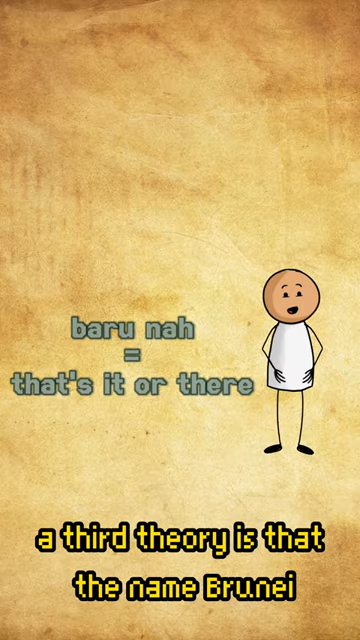 baru nah
=
that's it or there
a third theory is that
the name Brunei